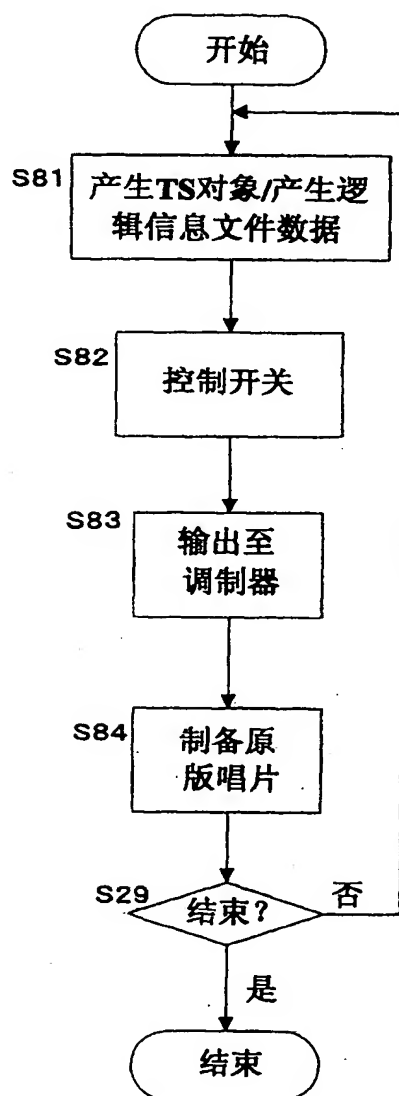 开始
S81
产生TS对象/产生逻
辑信息文件数据
S82
控制开关
S83
输出至
调制器
S84
制备原
版唱片
S29
结束?
否
是
结束